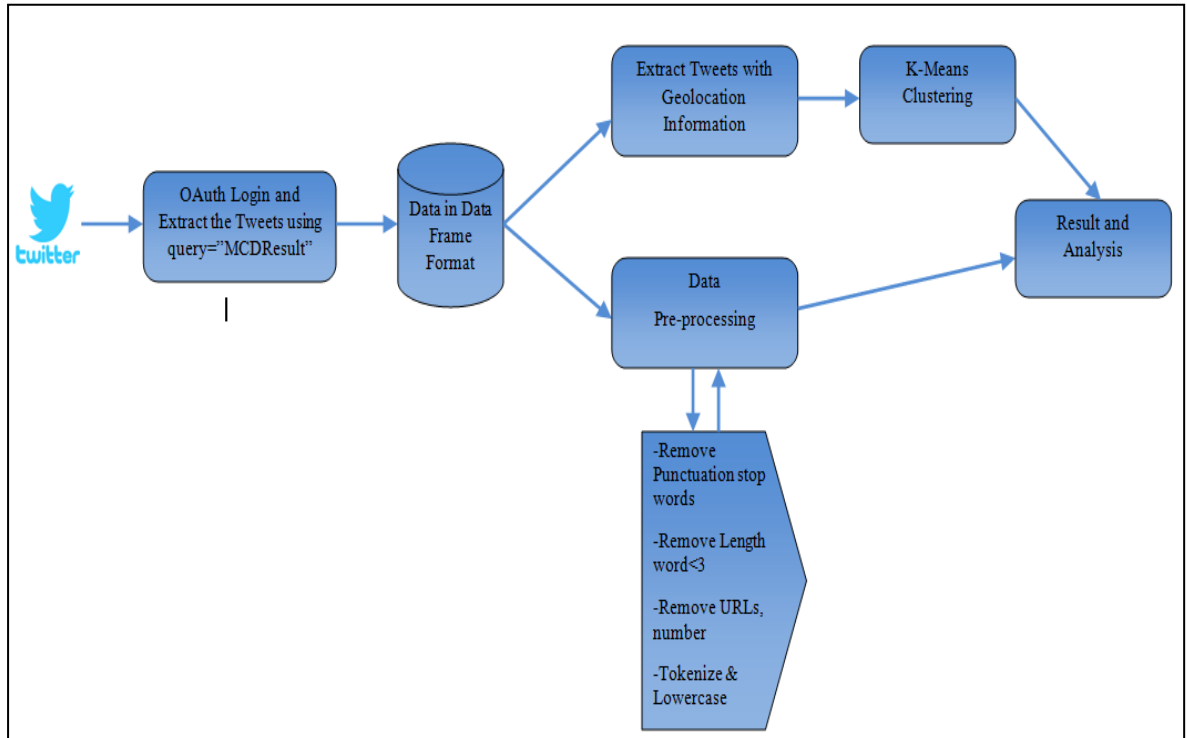 twitter
OAuth Login and
Extract the Tweets using
query=”MCDResult”
Data in Data
Frame
Format
Extract Tweets with
Geolocation
Information
K-Means
Clustering
Data
Pre-processing
Result and
Analysis
-Remove
Punctuation stop
words
-Remove Length
word<3
-Remove URLs,
number
-Tokenize &
Lowercase